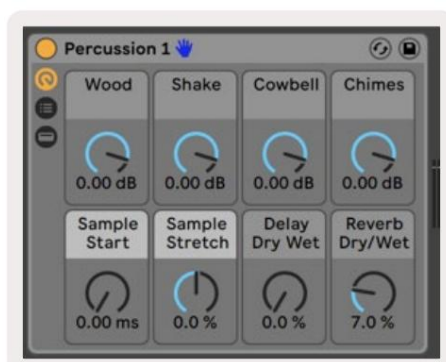 Percussion 1
Wood Shake Cowbell Chimes
0.00 dB 0.00 dB 0.00 dB 0.00 dB
Sample Sample Delay Reverb
Start Stretch Dry Wet Dry/Wet
0.00 ms 0.0 % 0.0 % 7.0 %